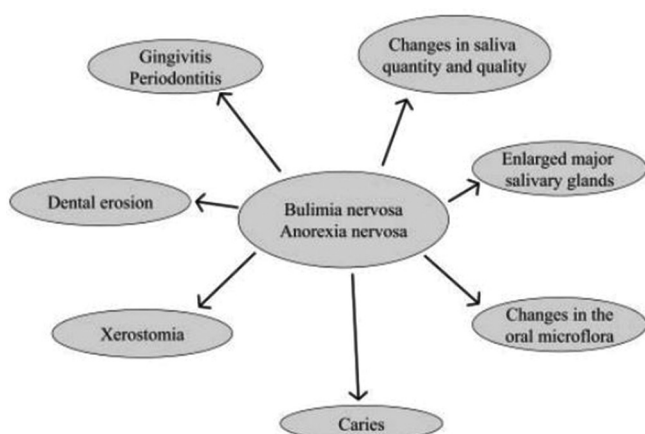 Gingivitis
Periodontitis
Changes in saliva
quantity and quality
Enlarged major
salivary glands
Dental erosion
Bulimia nervosa
Anorexia nervosa
Xerostomia
Changes in the
oral microflora
Caries